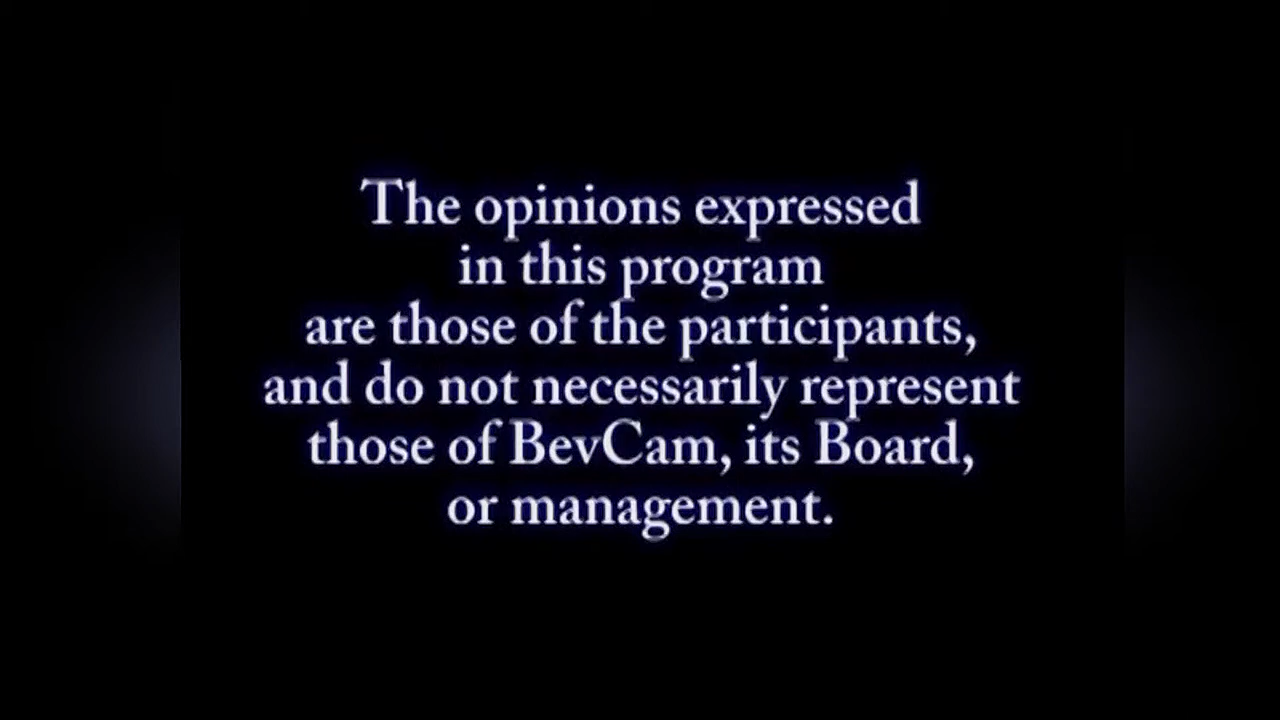 The opinions expressed
in this program
are those of the participants,
and do not necessarily represent
those of BevCam, its Board,
or management.